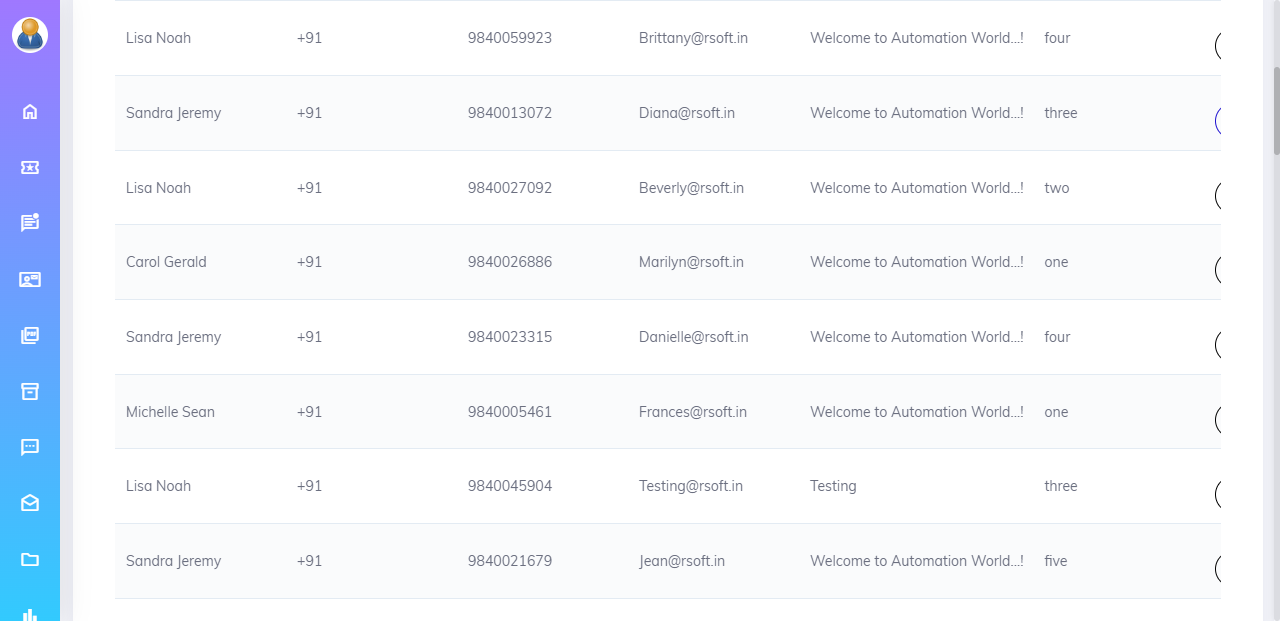 Lisa Noah +91 9840059923 Brittany@rsoft.in Welcome to Automation World...! four
Sandra Jeremy +91 9840013072 Diana@rsoft.in Welcome to Automation World...! three
Lisa Noah +91 9840027092 Beverly@rsoft.in Welcome to Automation World...! two
Carol Gerald +91 9840026886 Marilyn@rsoft.in Welcome to Automation World...! one
Sandra Jeremy +91 9840023315 Danielle@rsoft.in Welcome to Automation World...! four
Michelle Sean +91 9840005461 Frances@rsoft.in Welcome to Automation World...! one
Lisa Noah +91 9840045904 Testing@rsoft.in Testing three
Sandra Jeremy +91 9840021679 Jean@rsoft.in Welcome to Automation World...! five